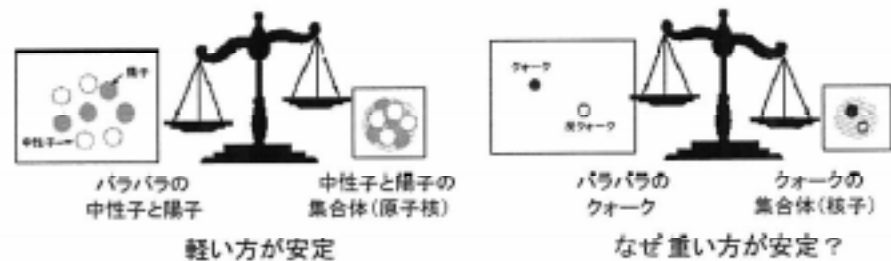 陽子
中性子
バラバラの
中性子と陽子
中性子と陽子の
集合体(原子核)
軽い方が安定
クォーク
反クォーク
バラバラの
クォーク
クォークの
集合体(核子)
なぜ重い方が安定?